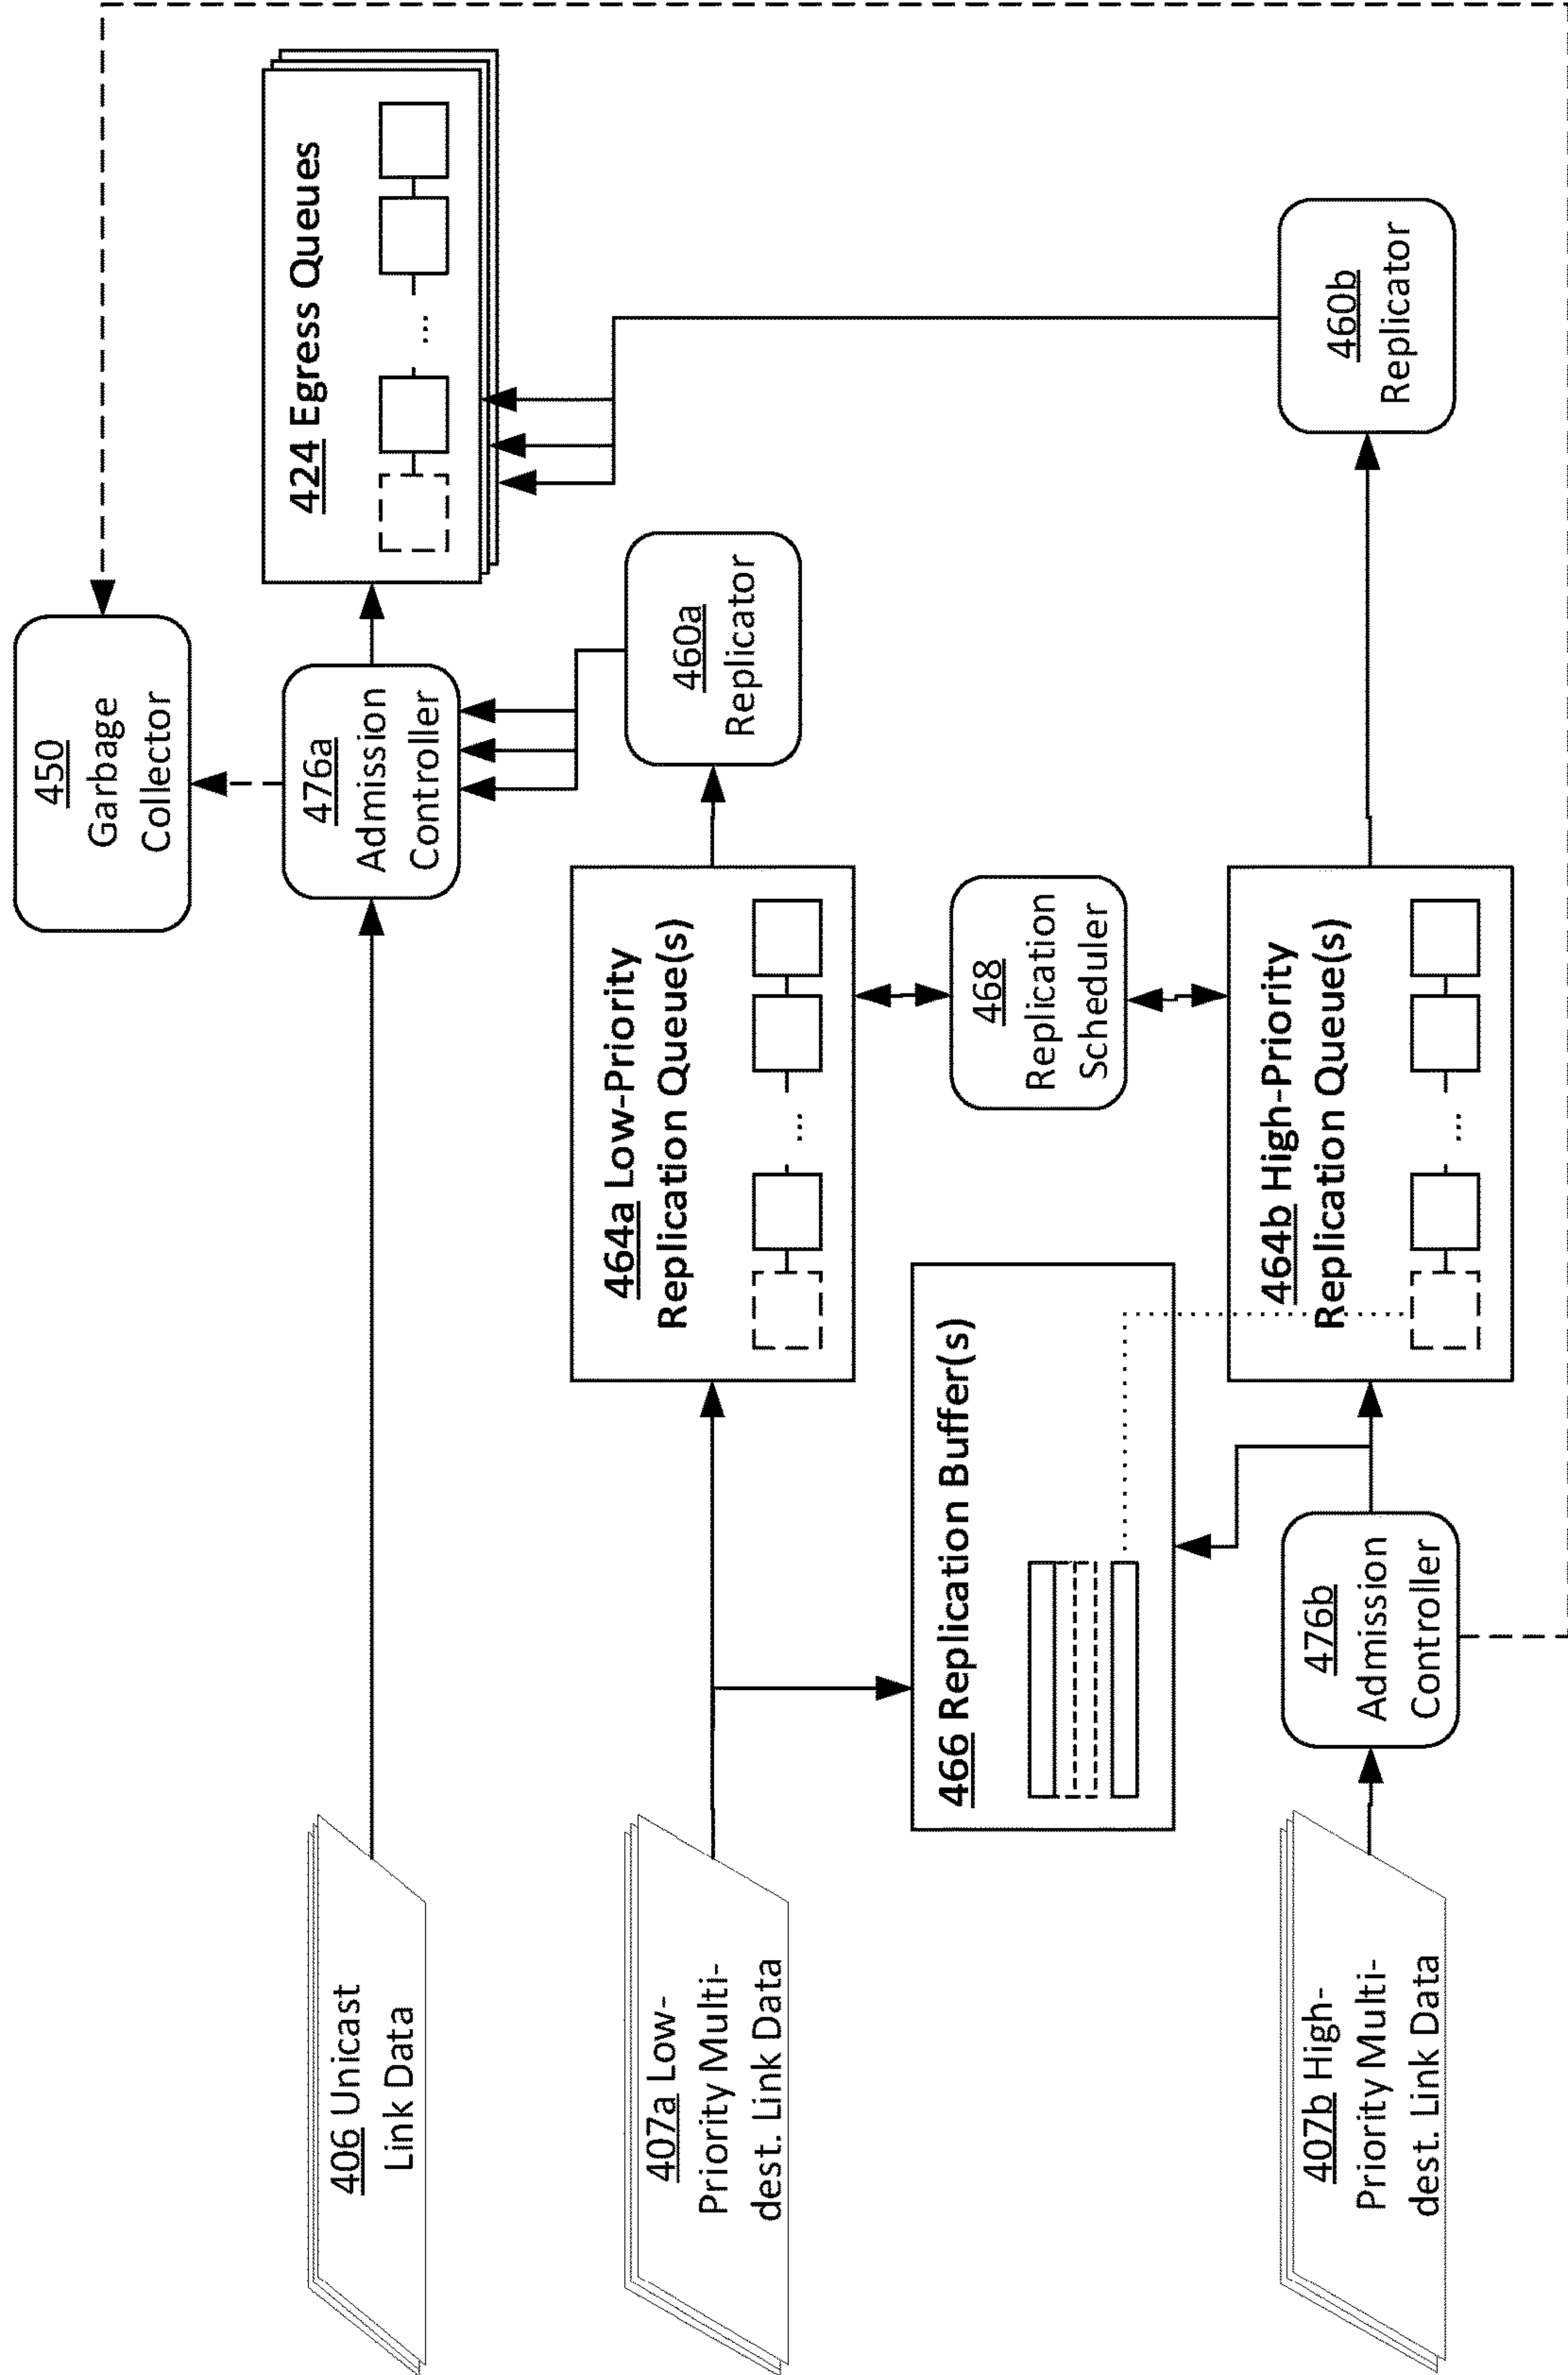 450
Garbage
Collector
406 Unicast
Link Data
476a
Admission
Controller
424 Egress Queues
...
407a Low-
Priority Multi-
dest. Link Data
464a Low-Priority
Replication Queue(s)
...
460a
Replicator
466 Replication Buffer(s)
468
Replication
Scheduler
407b High-
Priority Multi-
dest. Link Data
476b
Admission
Controller
464b High-Priority
Replication Queue(s)
...
460b
Replicator